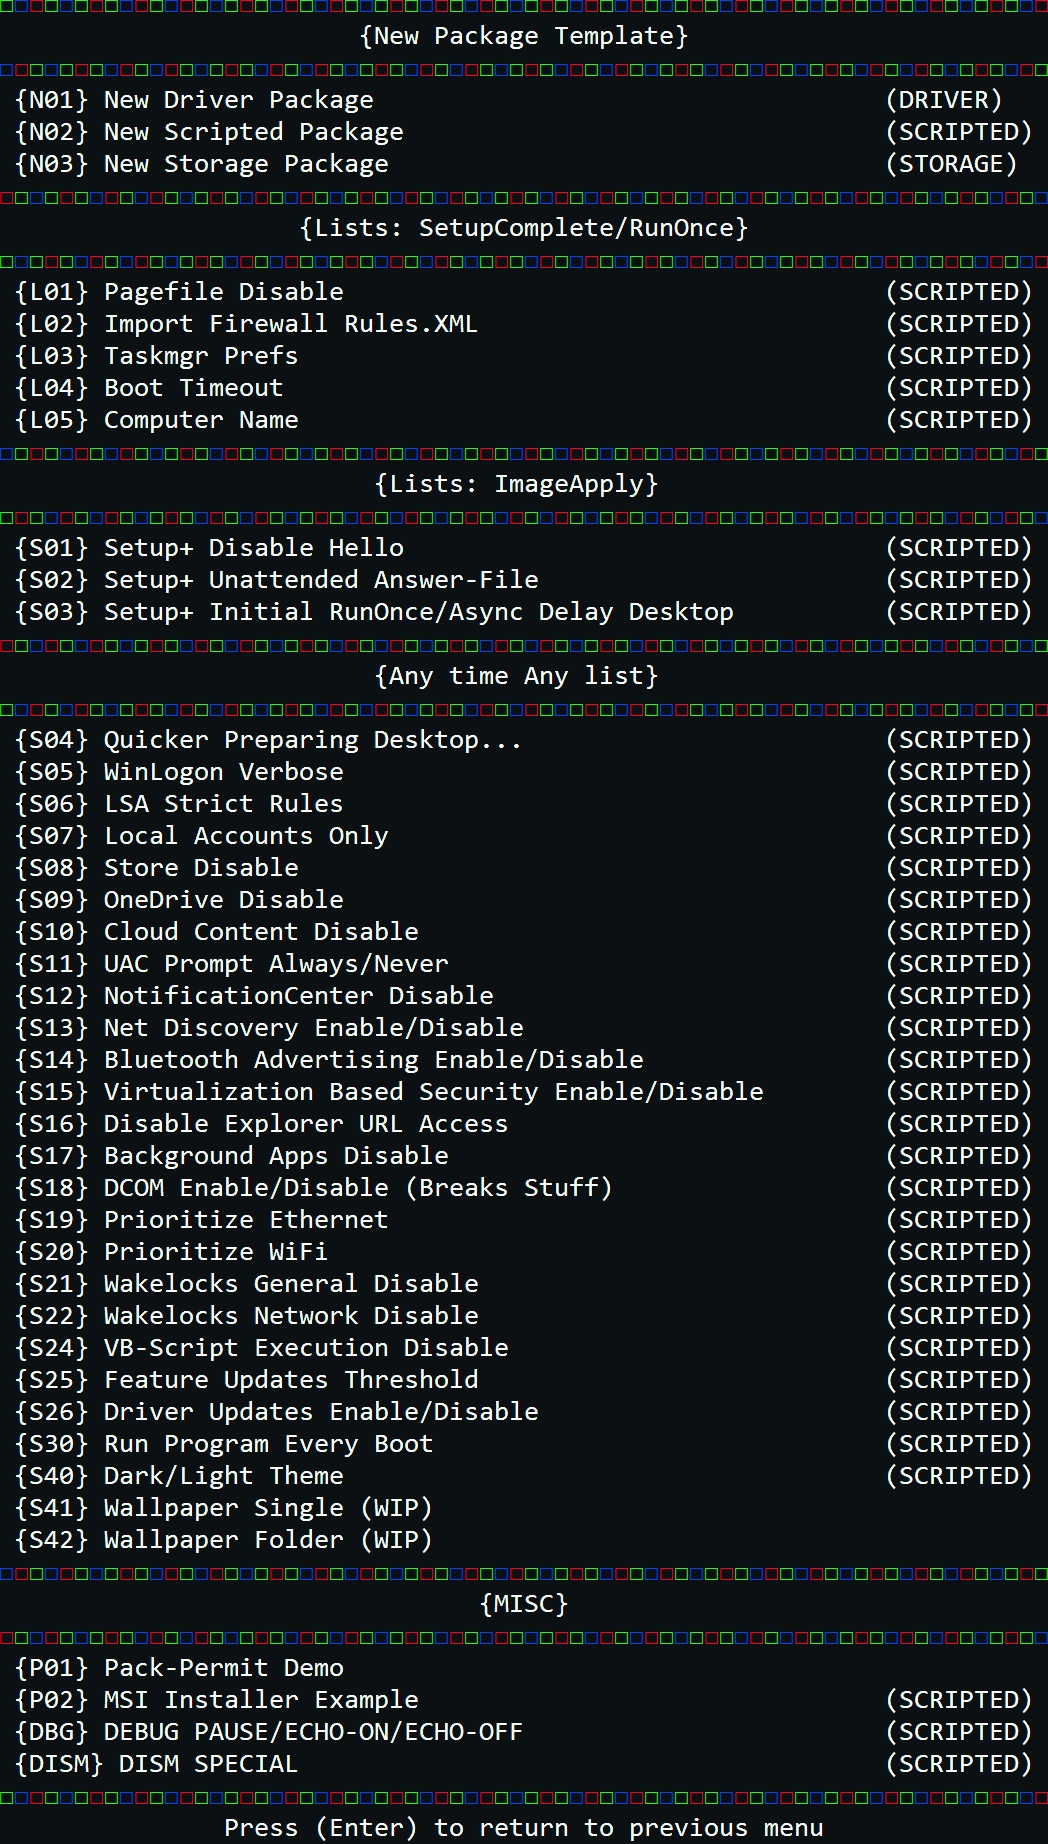 {New Package Template}
{N01} New Driver Package (DRIVER)
{N02} New Scripted Package (SCRIPTED)
{N03} New Storage Package (STORAGE)
{Lists: SetupComplete/RunOnce}
{L01} Pagefile Disable (SCRIPTED)
{L02} Import Firewall Rules.XML (SCRIPTED)
{L03} Taskmgr Prefs (SCRIPTED)
{L04} Boot Timeout (SCRIPTED)
{L05} Computer Name (SCRIPTED)
{Lists: ImageApply}
{S01} Setup+ Disable Hello (SCRIPTED)
{S02} Setup+ Unattended Answer-File (SCRIPTED)
{S03} Setup+ Initial RunOnce/Async Delay Desktop (SCRIPTED)
{Any time Any list}
{S04} Quicker Preparing Desktop... (SCRIPTED)
{S05} WinLogon Verbose (SCRIPTED)
{S06} LSA Strict Rules (SCRIPTED)
{S07} Local Accounts Only (SCRIPTED)
{S08} Store Disable (SCRIPTED)
{S09} OneDrive Disable (SCRIPTED)
{S10} Cloud Content Disable (SCRIPTED)
{S11} UAC Prompt Always/Never (SCRIPTED)
{S12} NotificationCenter Disable (SCRIPTED)
{S13} Net Discovery Enable/Disable (SCRIPTED)
{S14} Bluetooth Advertising Enable/Disable (SCRIPTED)
{S15} Virtualization Based Security Enable/Disable (SCRIPTED)
{S16} Disable Explorer URL Access (SCRIPTED)
{S17} Background Apps Disable (SCRIPTED)
{S18} DCOM Enable/Disable (Breaks Stuff) (SCRIPTED)
{S19} Prioritize Ethernet (SCRIPTED)
{S20} Prioritize WiFi (SCRIPTED)
{S21} Wakelocks General Disable (SCRIPTED)
{S22} Wakelocks Network Disable (SCRIPTED)
{S24} VB-Script Execution Disable (SCRIPTED)
{S25} Feature Updates Threshold (SCRIPTED)
{S26} Driver Updates Enable/Disable (SCRIPTED)
{S30} Run Program Every Boot (SCRIPTED)
{S40} Dark/Light Theme (SCRIPTED)
{S41} Wallpaper Single (WIP)
{S42} Wallpaper Folder (WIP)
{MISC}
{P01} Pack-Permit Demo
{P02} MSI Installer Example (SCRIPTED)
{DBG} DEBUG PAUSE/ECHO-ON/ECHO-OFF (SCRIPTED)
{DISM} DISM SPECIAL (SCRIPTED)
Press (Enter) to return to previous menu